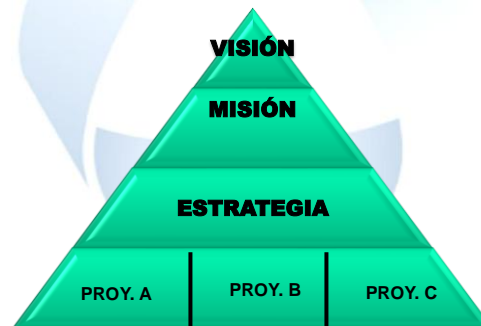 VISIÓN
MISIÓN
ESTRATEGIA
PROY. A
PROY. B
PROY. C